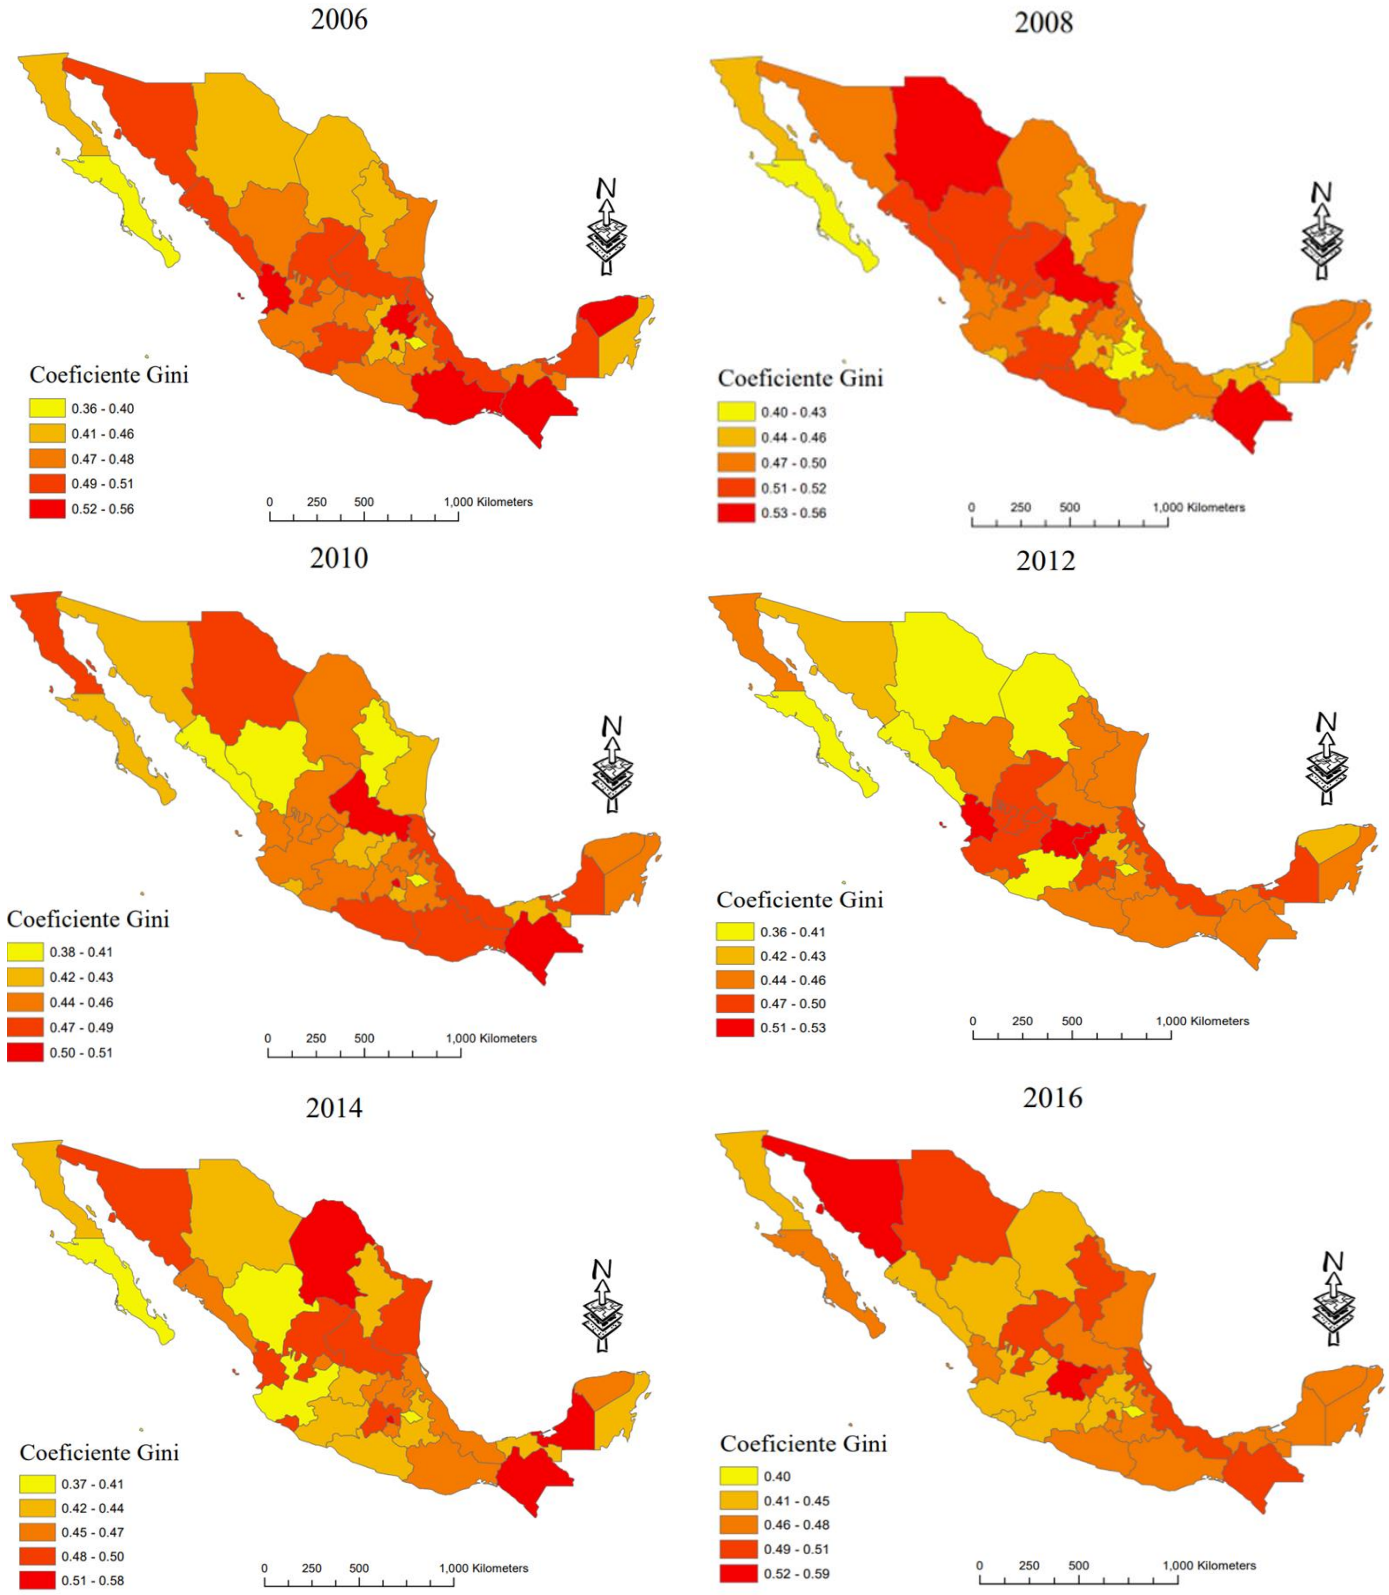 2006
N
Coeficiente Gini
0.36 - 0.40
0.41 - 0.46
0.47 - 0.48
0.49 - 0.51
0.52 - 0.56
0 250 500 1,000 Kilometers
2008
N
Coeficiente Gini
0.40 - 0.43
0.44 - 0.46
0.47 - 0.50
0.51 - 0.52
0.53 - 0.56
0 250 500 1,000 Kilometers
2010
N
Coeficiente Gini
0.38 - 0.41
0.42 - 0.43
0.44 - 0.46
0.47 - 0.49
0.50 - 0.51
0 250 500 1,000 Kilometers
2012
N
Coeficiente Gini
0.36 - 0.41
0.42 - 0.43
0.44 - 0.46
0.47 - 0.50
0.51 - 0.53
0 250 500 1,000 Kilometers
2014
N
Coeficiente Gini
0.37 - 0.41
0.42 - 0.44
0.45 - 0.47
0.48 - 0.50
0.51 - 0.58
0 250 500 1,000 Kilometers
2016
N
Coeficiente Gini
0.40
0.41 - 0.45
0.46 - 0.48
0.49 - 0.51
0.52 - 0.59
0 250 500 1,000 Kilometers